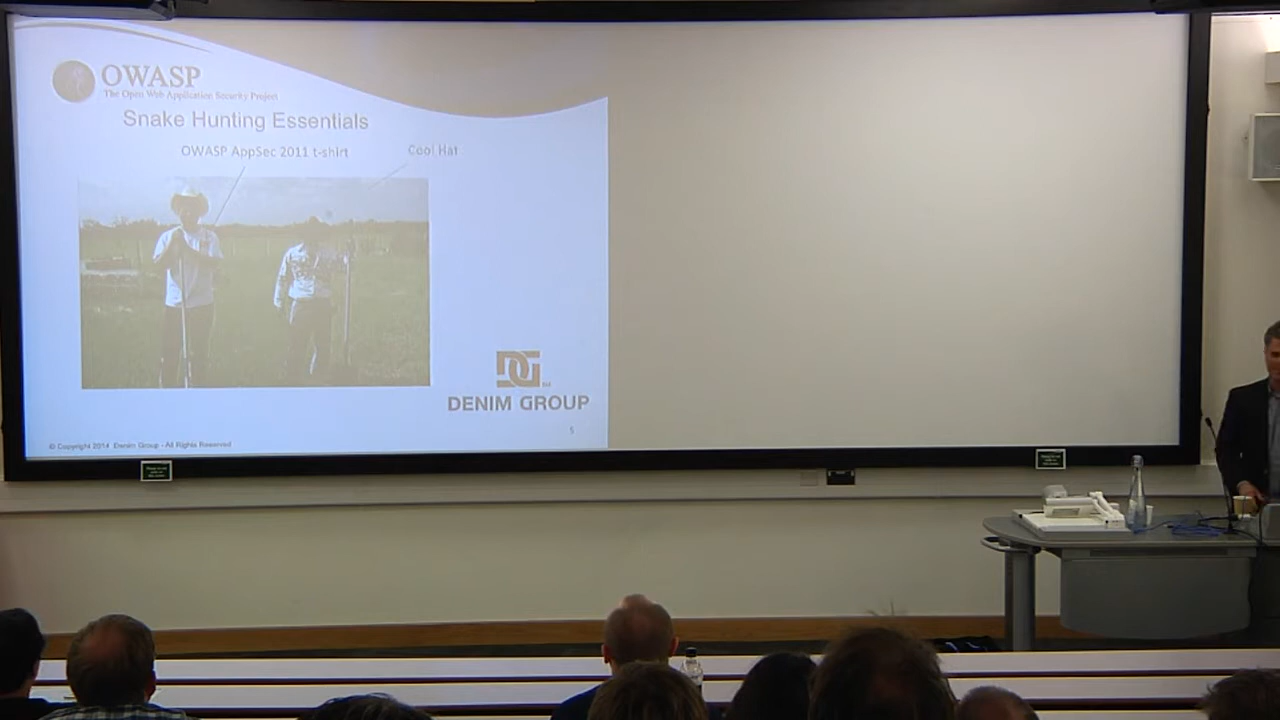 OWASP
The Open Web Application Security Project
Snake Hunting Essentials
OWASP AppSec 2011 t-shirt
Cool Hat
DENIM GROUP
© Copyright 2014 Denim Group - All Rights Reserved
5